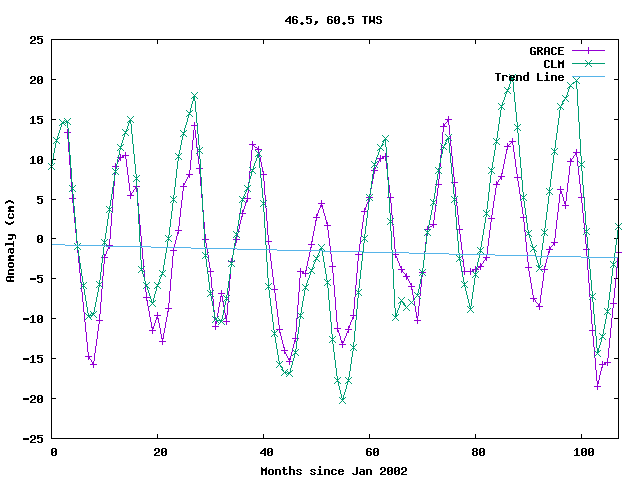 46.5, 60.5 TWS
GRACE
CLM
Trend Line
25
20
15
10
5
0
-5
-10
-15
-20
-25
Anomaly (cm)
0 20 40 60 80 100
Months since Jan 2002